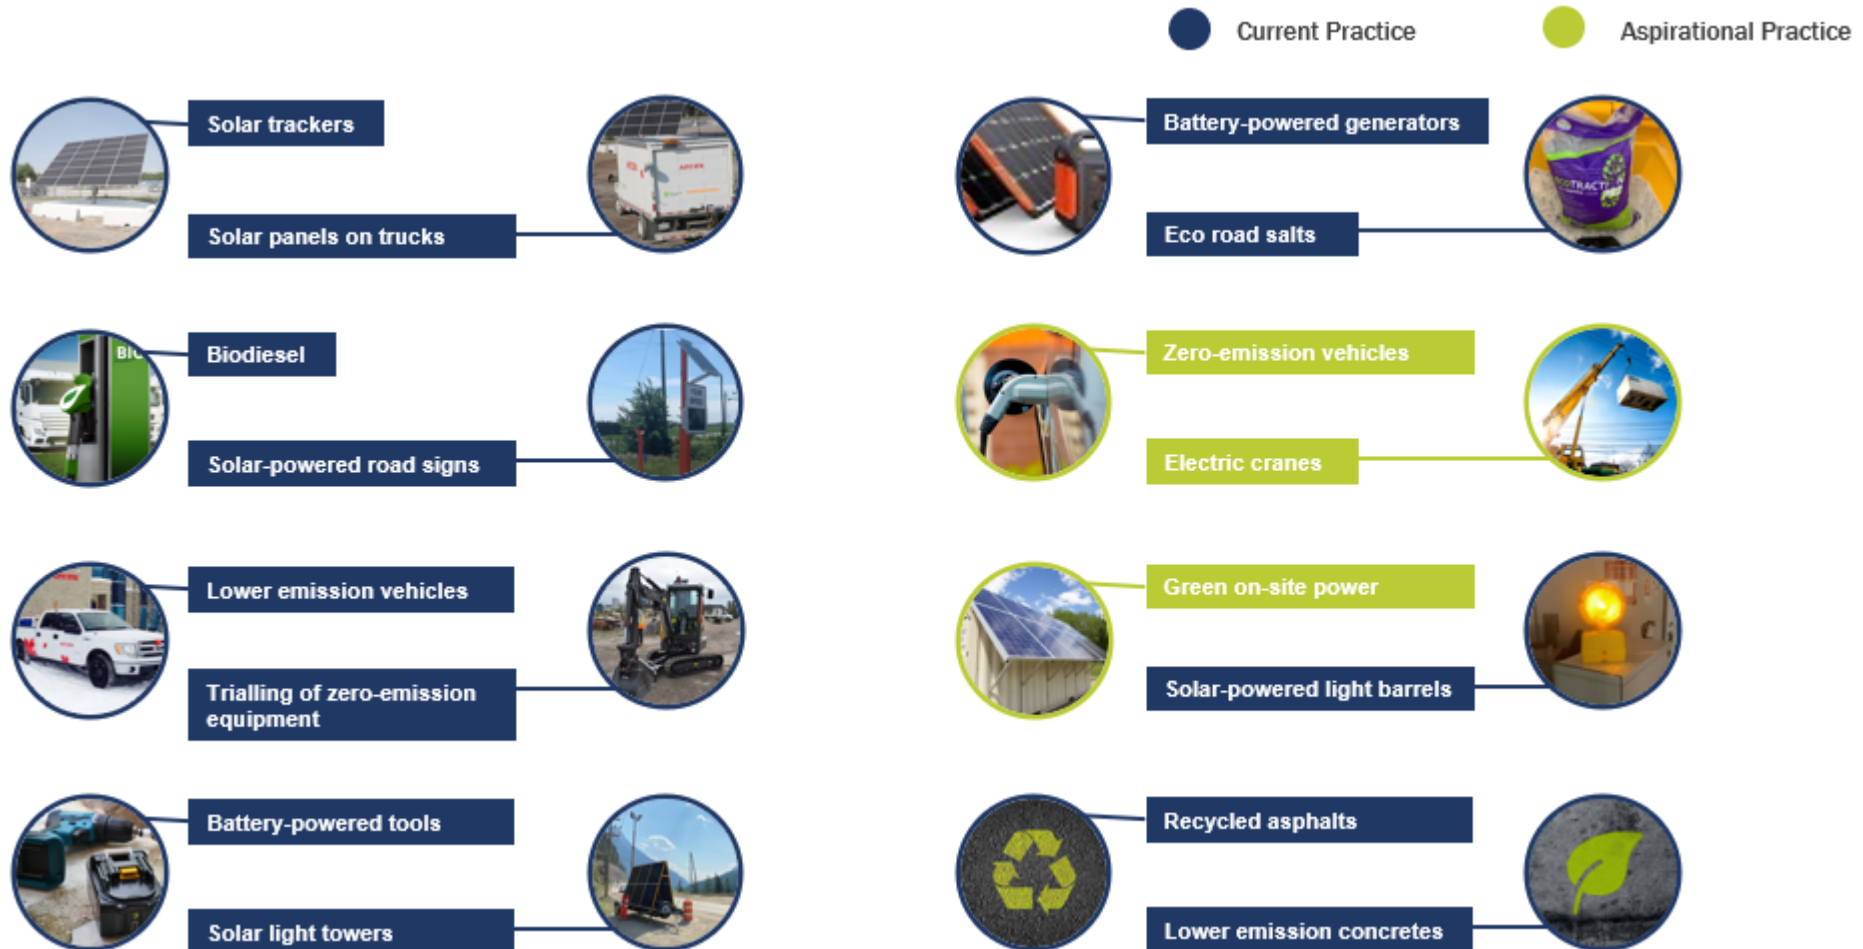 Current Practice
Aspirational Practice
Solar trackers
Solar panels on trucks
Biodiesel
BIO
Solar-powered road signs
Lower emission vehicles
Trialling of zero-emission
equipment
Battery-powered tools
Solar light towers
Battery-powered generators
Eco road salts
Zero-emission vehicles
Electric cranes
Green on-site power
Solar-powered light barrels
Recycled asphalts
Lower emission concretes